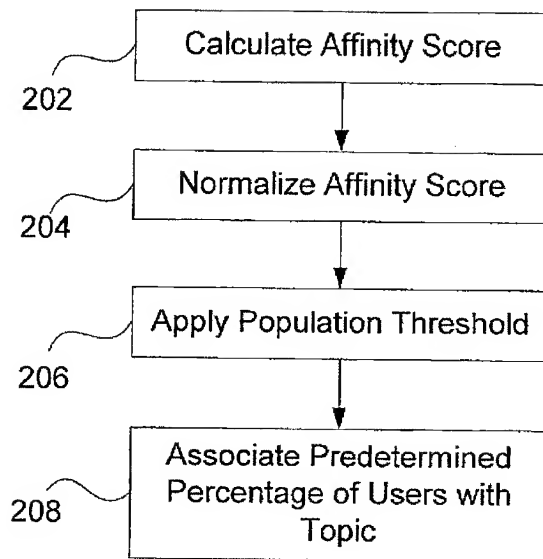 Calculate Affinity Score
202
Normalize Affinity Score
204
Apply Population Threshold
206
Associate Predetermined
Percentage of Users with
Topic
208